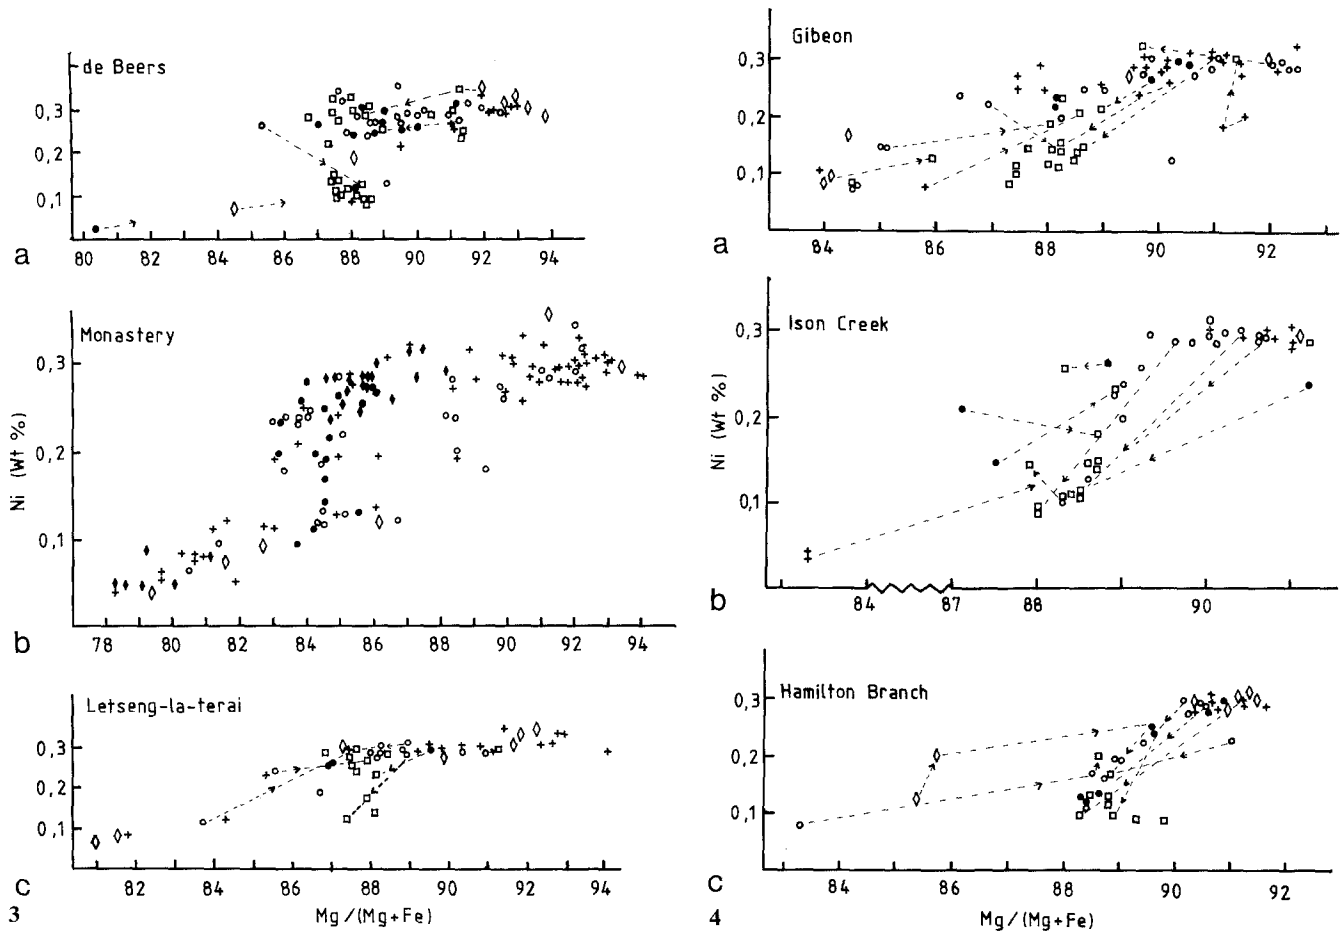 de Beers
0,3
0,2
0,1
a
80 82 84 86 88 90 92 94
Monastery
0,3
0,2
0,1
Ni (Wt %)
b
78 80 82 84 86 88 90 92 94
Letseng-la-terai
0,3
0,2
0,1
c
82 84 86 88 90 92 94
3
Mg/(Mg+Fe)
Gibeon
0,3
0,2
0,1
a
84 86 88 90 92
Ison Creek
0,3
0,2
0,1
Ni (Wt %)
b
84 87 88 90
Hamilton Branch
0,3
0,2
0,1
c
84 86 88 90 92
4
Mg/(Mg+Fe)